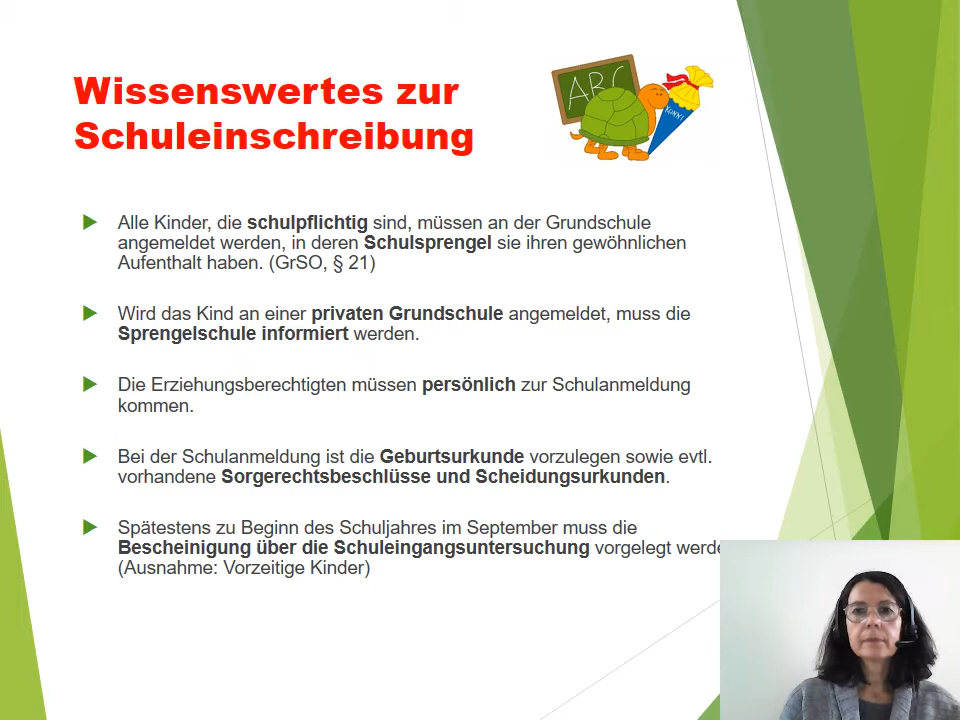 Wissenswertes zur
Schuleinschreibung
ABC
KONNI
Alle Kinder, die schulpflichtig sind, müssen an der Grundschule
angemeldet werden, in deren Schulsprengel sie ihren gewöhnlichen
Aufenthalt haben. (GrSO, § 21)
Wird das Kind an einer privaten Grundschule angemeldet, muss die
Sprengelschule informiert werden.
Die Erziehungsberechtigten müssen persönlich zur Schulanmeldung
kommen.
Bei der Schulanmeldung ist die Geburtsurkunde vorzulegen sowie evtl.
vorhandene Sorgerechtsbeschlüsse und Scheidungsurkunden.
Spätestens zu Beginn des Schuljahres im September muss die
Bescheinigung über die Schuleingangsuntersuchung vorgelegt werde
(Ausnahme: Vorzeitige Kinder)